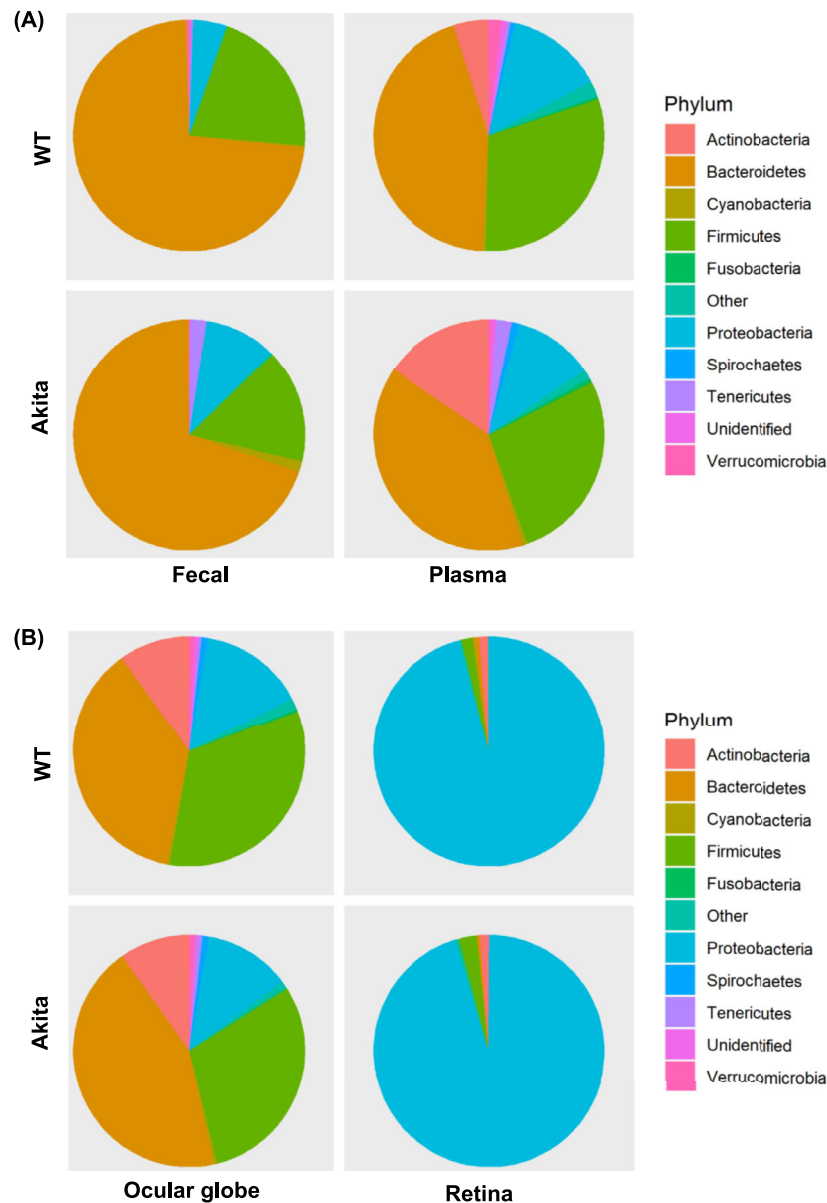 (A)
WT
Akita
Fecal
Plasma
Phylum
Actinobacteria
Bacteroidetes
Cyanobacteria
Firmicutes
Fusobacteria
Other
Proteobacteria
Spirochaetes
Tenericutes
Unidentified
Verrucomicrobia
(B)
WT
Akita
Ocular globe
Retina
Phylum
Actinobacteria
Bacteroidetes
Cyanobacteria
Firmicutes
Fusobacteria
Other
Proteobacteria
Spirochaetes
Tenericutes
Unidentified
Verrucomicrobia